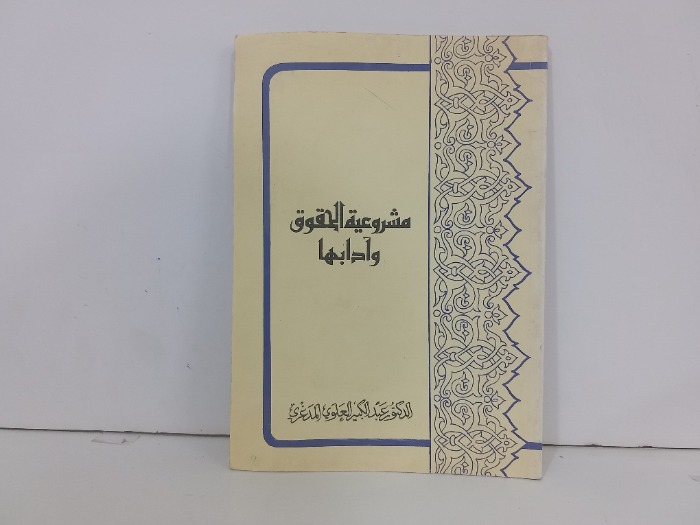 مشروعية الحقوق
وآدابها
الدكتور عبد الكبير العلوي المدغري